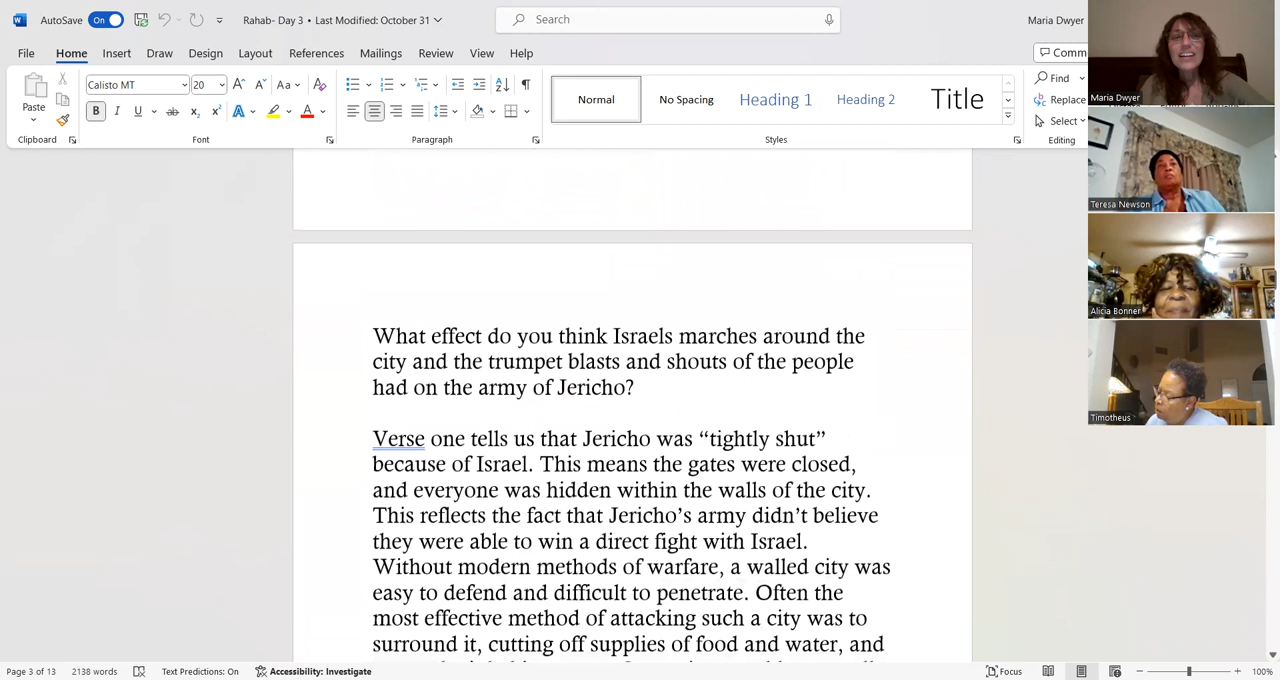 AutoSave On Rahab- Day 3 • Last Modified: October 31 Search Maria Dwyer
File Home Insert Draw Design Layout References Mailings Review View Help Comm
Paste Calisto MT 20 Aa Normal No Spacing Heading 1 Heading 2 Title Find
Replace
Select
Clipboard Font Paragraph Styles Editing
Maria Dwyer
Teresa Newson
Alicia Bonner
Timotheus
What effect do you think Israels marches around the
city and the trumpet blasts and shouts of the people
had on the army of Jericho?
Verse one tells us that Jericho was “tightly shut”
because of Israel. This means the gates were closed,
and everyone was hidden within the walls of the city.
This reflects the fact that Jericho’s army didn’t believe
they were able to win a direct fight with Israel.
Without modern methods of warfare, a walled city was
easy to defend and difficult to penetrate. Often the
most effective method of attacking such a city was to
surround it, cutting off supplies of food and water, and
Page 3 of 13 2138 words Text Predictions: On Accessibility: Investigate Focus 100%